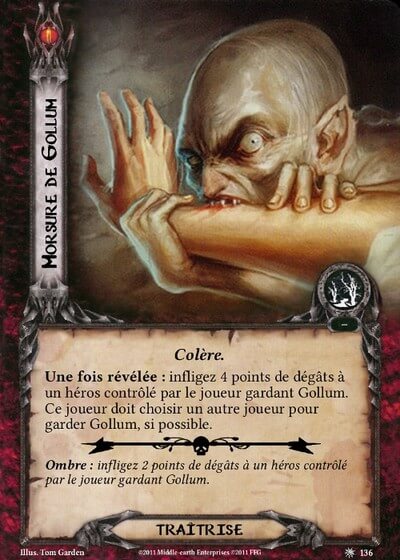 MORSURE DE GOLLUM
Colère.
Une fois révélée : infligez 4 points de dégâts à
un héros contrôlé par le joueur gardant Gollum.
Ce joueur doit choisir un autre joueur pour
garder Gollum, si possible.
Ombre : infligez 2 points de dégâts à un héros contrôlé
par le joueur gardant Gollum.
TRAÎTRISE
Illus. Tom Garden
©2011 Middle-earth Enterprises ©2011 FFG
136